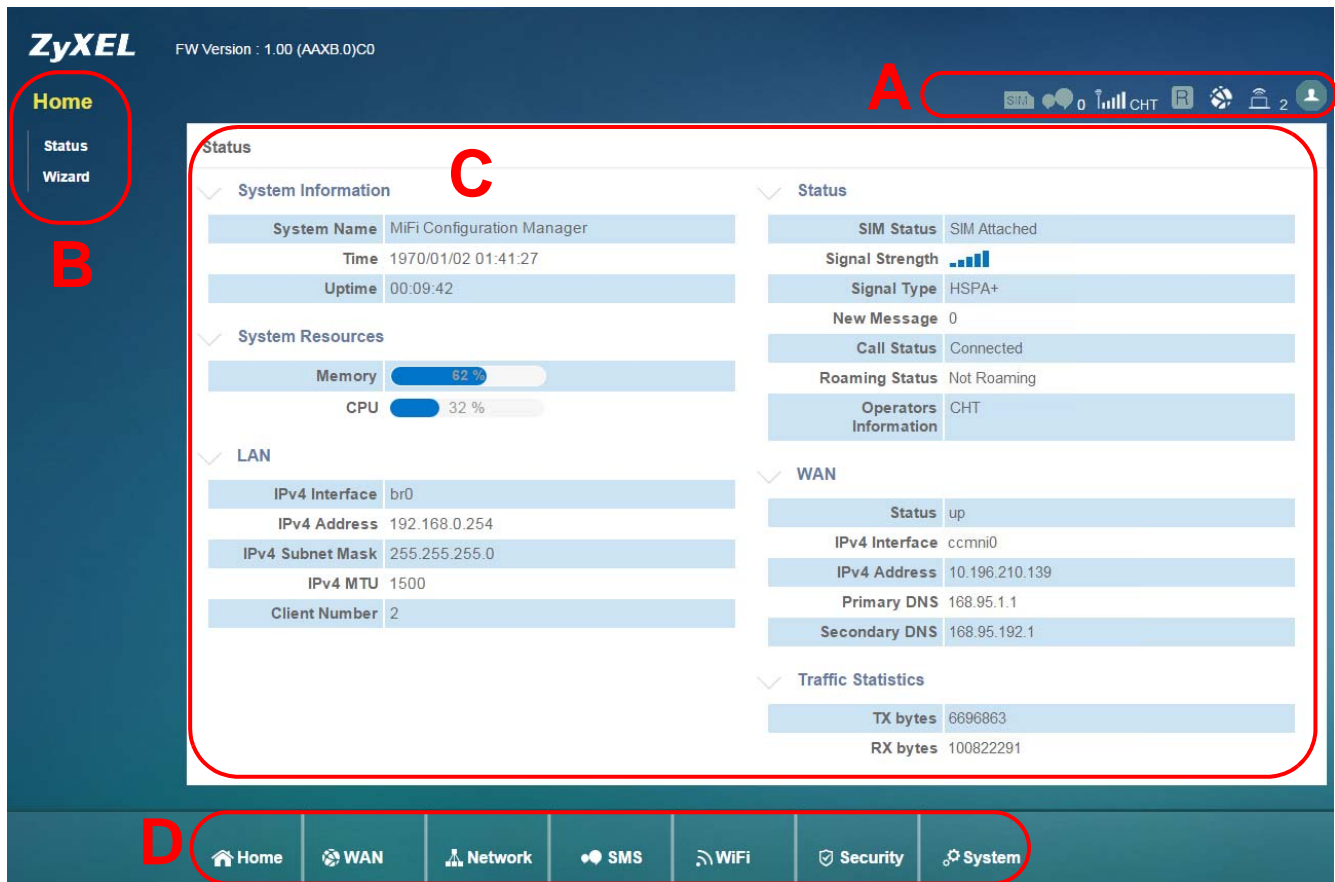 ZyXEL
FW Version : 1.00 (AAXB.0)C0
A
SIM 0 CHT R 2
Home
Status
Wizard
B
Status
C
System Information
System Name MiFi Configuration Manager
Time 1970/01/02 01:41:27
Uptime 00:09:42
System Resources
Memory 62 %
CPU 32 %
LAN
IPv4 Interface br0
IPv4 Address 192.168.0.254
IPv4 Subnet Mask 255.255.255.0
IPv4 MTU 1500
Client Number 2
Status
SIM Status SIM Attached
Signal Strength
Signal Type HSPA+
New Message 0
Call Status Connected
Roaming Status Not Roaming
Operators CHT
Information
WAN
Status up
IPv4 Interface ccmni0
IPv4 Address 10.196.210.139
Primary DNS 168.95.1.1
Secondary DNS 168.95.192.1
Traffic Statistics
TX bytes 6696863
RX bytes 100822291
D
Home WAN Network SMS WiFi Security System